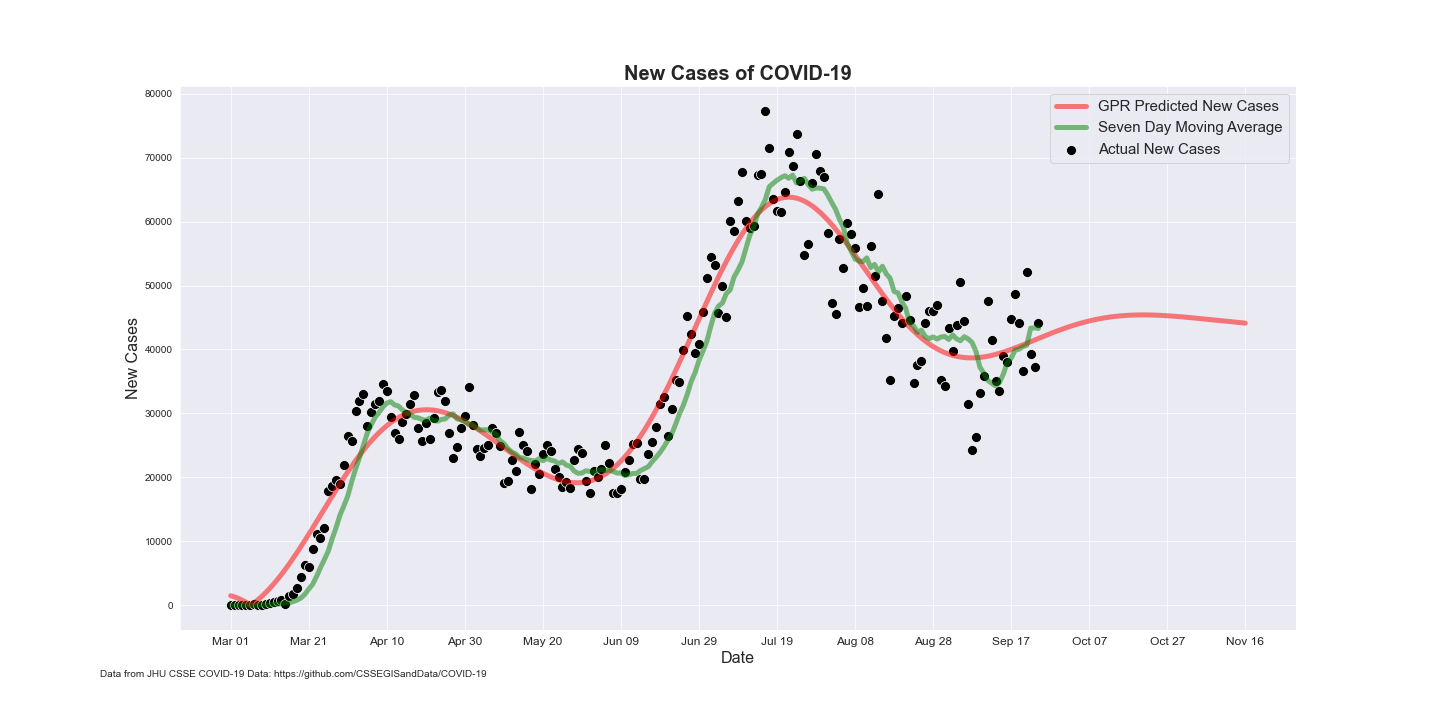 New Cases of COVID-19
80000
70000
60000
50000
40000
30000
20000
10000
0
New Cases
GPR Predicted New Cases
Seven Day Moving Average
Actual New Cases
Mar 01 Mar 21 Apr 10 Apr 30 May 20 Jun 09 Jun 29 Jul 19 Aug 08 Aug 28 Sep 17 Oct 07 Oct 27 Nov 16
Date
Data from JHU CSSE COVID-19 Data: https://github.com/CSSEGISandData/COVID-19